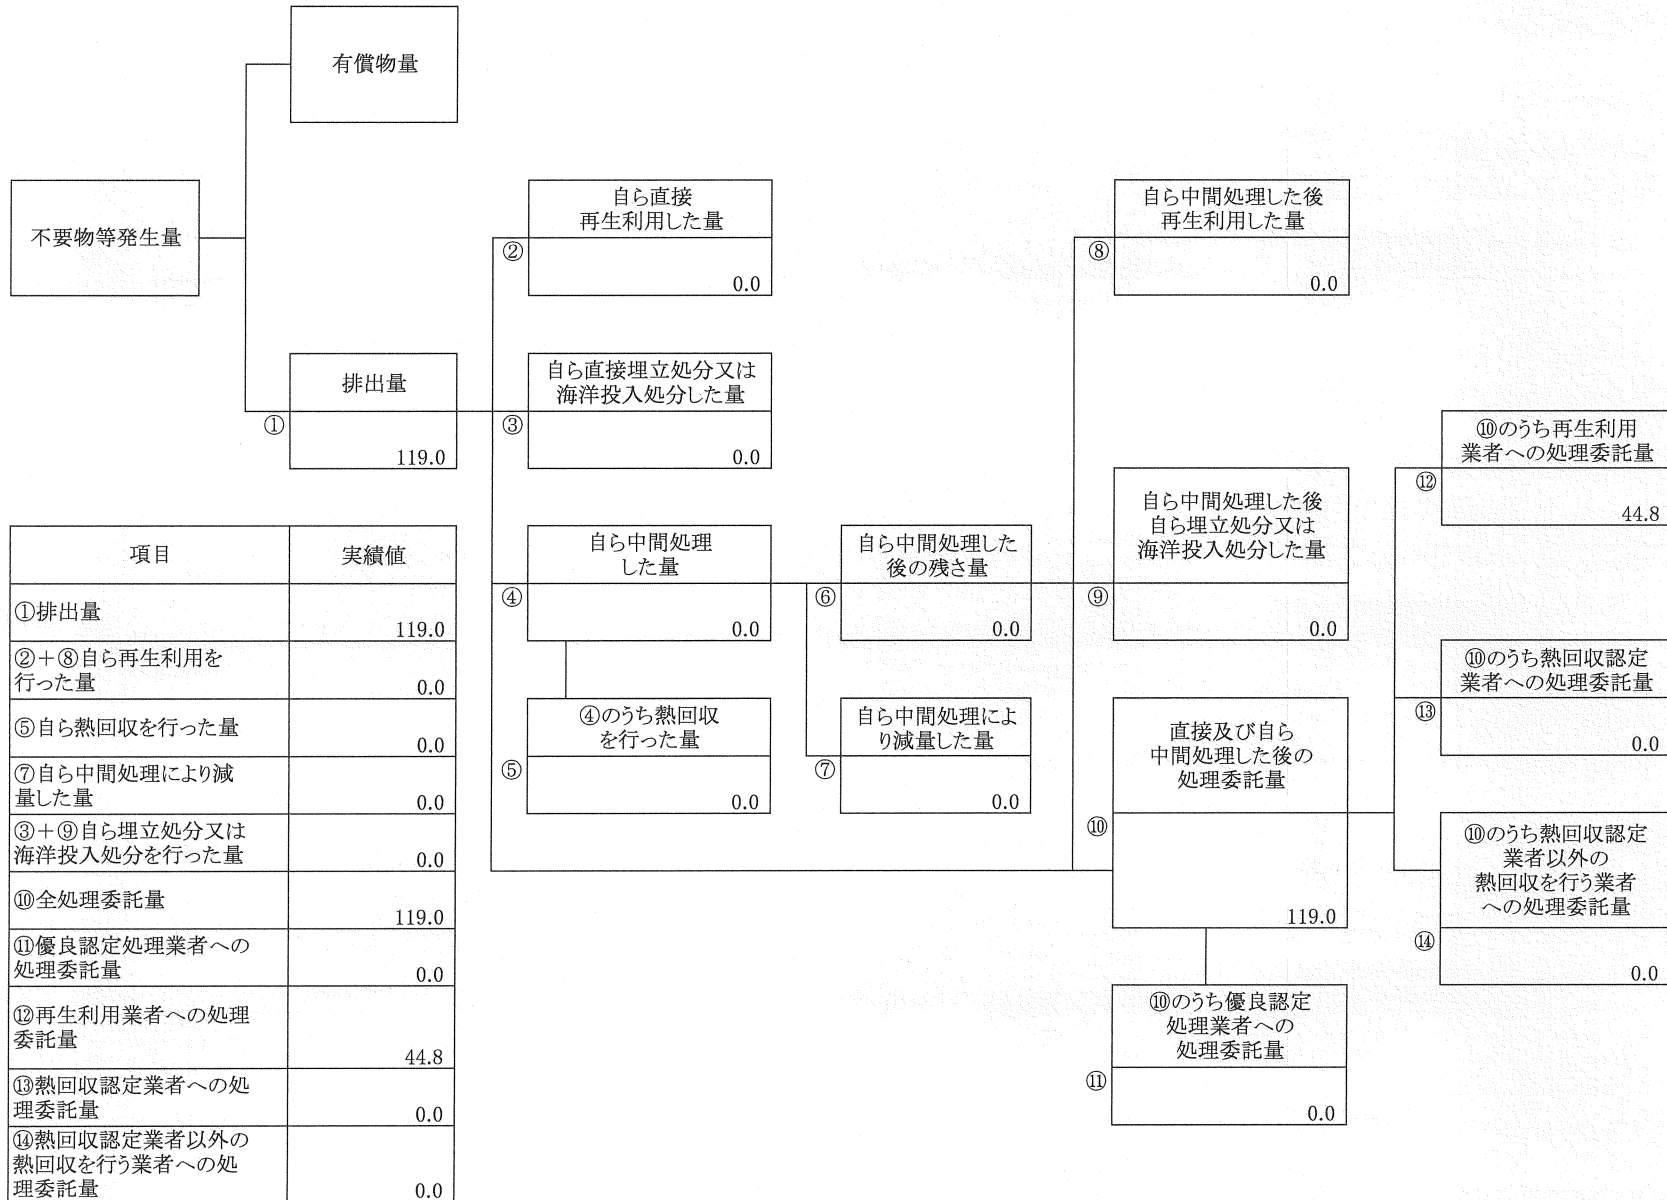 有償物量
不要物等発生量
排出量
①
119.0
自ら直接
再生利用した量
②
0.0
自ら直接埋立処分又は
海洋投入処分した量
③
0.0
自ら中間処理
した量
④
0.0
④のうち熱回収
を行った量
⑤
0.0
自ら中間処理した
後の残さ量
⑥
0.0
自ら中間処理によ
り減量した量
⑦
0.0
自ら中間処理した後
再生利用した量
⑧
0.0
自ら中間処理した後
自ら埋立処分又は
海洋投入処分した量
⑨
0.0
直接及び自ら
中間処理した後の
処理委託量
⑩
119.0
⑩のうち優良認定
処理業者への
処理委託量
⑪
0.0
⑩のうち再生利用
業者への処理委託量
⑫
44.8
⑩のうち熱回収認定
業者への処理委託量
⑬
0.0
⑩のうち熱回収認定
業者以外の
熱回収を行う業者
への処理委託量
⑭
0.0
項目 実績値
①排出量
119.0
②＋⑧自ら再生利用を
行った量
0.0
⑤自ら熱回収を行った量
0.0
⑦自ら中間処理により減
量した量
0.0
③＋⑨自ら埋立処分又は
海洋投入処分を行った量
0.0
⑩全処理委託量
119.0
⑪優良認定処理業者への
処理委託量
0.0
⑫再生利用業者への処理
委託量
44.8
⑬熱回収認定業者への処
理委託量
0.0
⑭熱回収認定業者以外の
熱回収を行う業者への処
理委託量
0.0